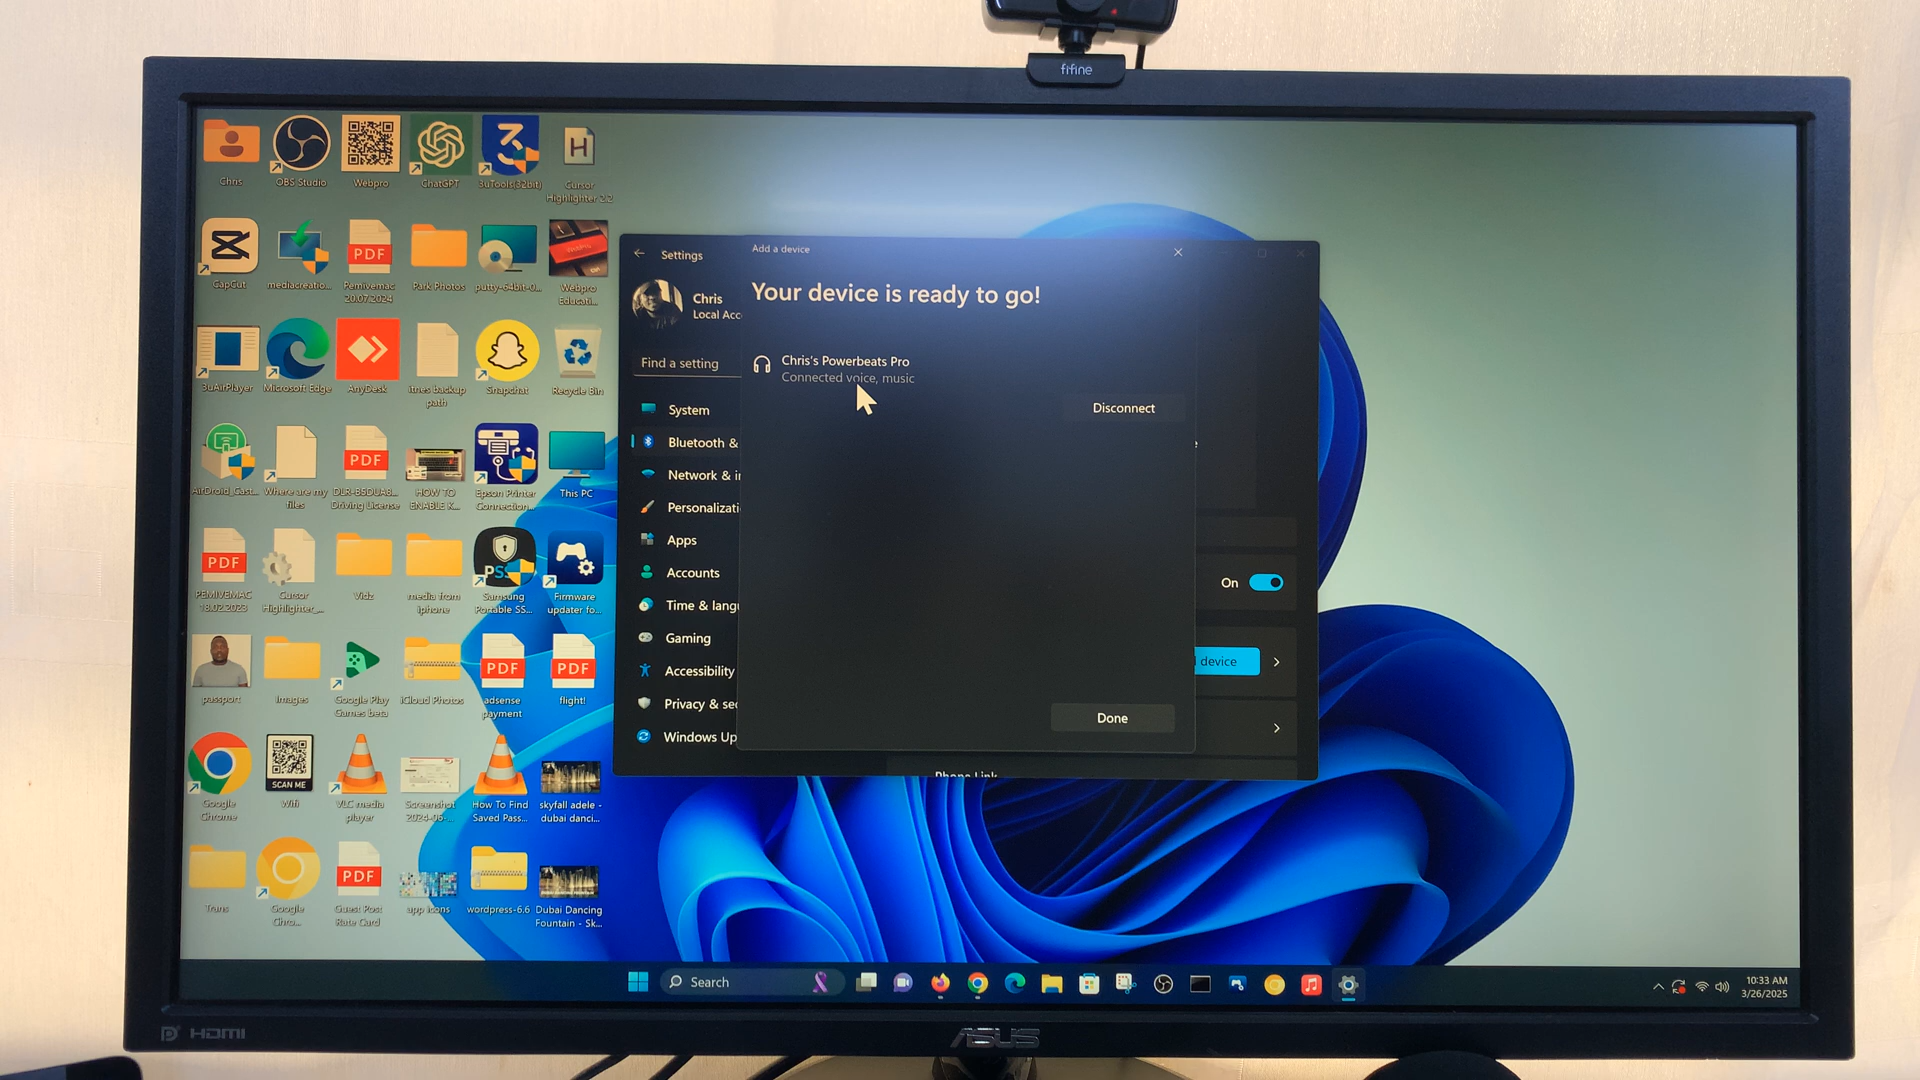 fifine
Chris
OBS Studio
Webpro
ChatGPT
3uTools(32bit)
Cursor
Highlighter 2.2
CapCut
mediacreatio...
PDF
Pemivemac
20.07.2024
Park Photos
putty-64bit-0...
Webpro
Educati...
3uAirPlayer
Microsoft Edge
AnyDesk
itnes backup
path
Snapchat
Recycle Bin
AirDroid_Cast...
Where are my
files
PDF
DLR-B5DUA8...
Driving License
HOW TO
ENABLE K...
Epson Printer
Connection...
This PC
PDF
PEMIVEMAC
18.02.2023
Cursor
Highlighter_...
Vidz
media from
iphone
PSS
Samsung
Portable SS...
Firmware
updater fo...
passport
Images
Google Play
Games beta
iCloud Photos
PDF
adsense
payment
PDF
flight!
Google
Chrome
SCAN ME
Wifi
VLC media
player
Screenshot
2024-06-...
How To Find
Saved Pass...
skyfall adele -
dubai danci...
Trans
Google
Chro...
PDF
Guest Post
Rate Card
app icons
wordpress-6.6
Dubai Dancing
Fountain - Sk...
Settings
Chris
Local Acc
Find a setting
System
Bluetooth &
Network & i
Personalizati
Apps
Accounts
Time & langu
Gaming
Accessibility
Privacy & sec
Windows Up
Add a device
Your device is ready to go!
Chris's Powerbeats Pro
Connected voice, music
Disconnect
Done
e
On
device
Phone Link
Search
10:33 AM
3/26/2025
HDMI
ASUS